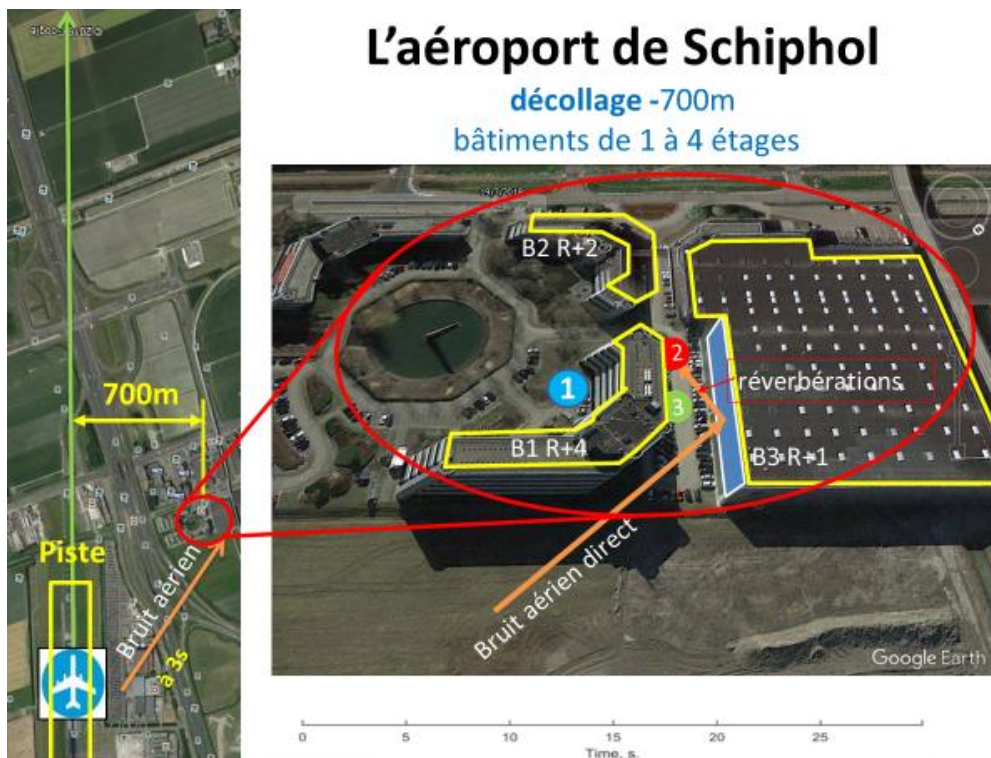 L'aéroport de Schiphol
décollage -700m
bâtiments de 1 à 4 étages
700m
Piste
Bruit aérien
à 3s
B2 R+2
1
2
réverbérations
3
B1 R+4
B3 R+1
Bruit aérien direct
Google Earth
0 5 10 15 20 25
Time, s.